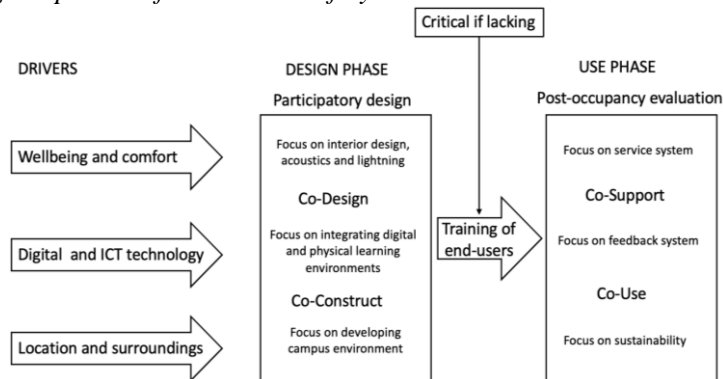 Critical if lacking
DRIVERS
DESIGN PHASE
USE PHASE
Participatory design
Post-occupancy evaluation
Wellbeing and comfort
Focus on interior design,
acoustics and lightning
Focus on service system
Co-Design
Co-Support
Digital and ICT technology
Focus on integrating digital
and physical learning
environments
Training of
end-users
Focus on feedback system
Co-Construct
Co-Use
Location and surroundings
Focus on developing
campus environment
Focus on sustainability